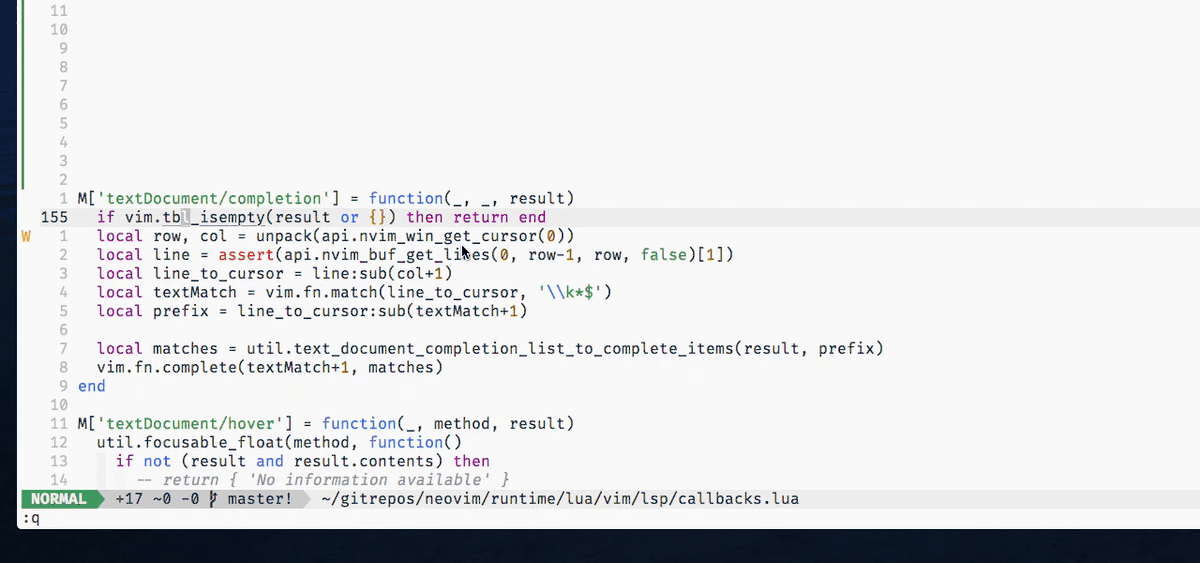 11
10
9
8
7
6
5
4
3
2
1 M['textDocument/completion'] = function(_, _, result)
155 if vim.tbl_isempty(result or {}) then return end
W 1 local row, col = unpack(api.nvim_win_get_cursor(0))
2 local line = assert(api.nvim_buf_get_lines(0, row-1, row, false)[1])
3 local line_to_cursor = line:sub(col+1)
4 local textMatch = vim.fn.match(line_to_cursor, '\\k*$')
5 local prefix = line_to_cursor:sub(textMatch+1)
6
7 local matches = util.text_document_completion_list_to_complete_items(result, prefix)
8 vim.fn.complete(textMatch+1, matches)
9 end
10
11 M['textDocument/hover'] = function(_, method, result)
12 util.focusable_float(method, function()
13 if not (result and result.contents) then
14 -- return { 'No information available' }
NORMAL +17 ~0 -0 master! ~/gitrepos/neovim/runtime/lua/vim/lsp/callbacks.lua
:q